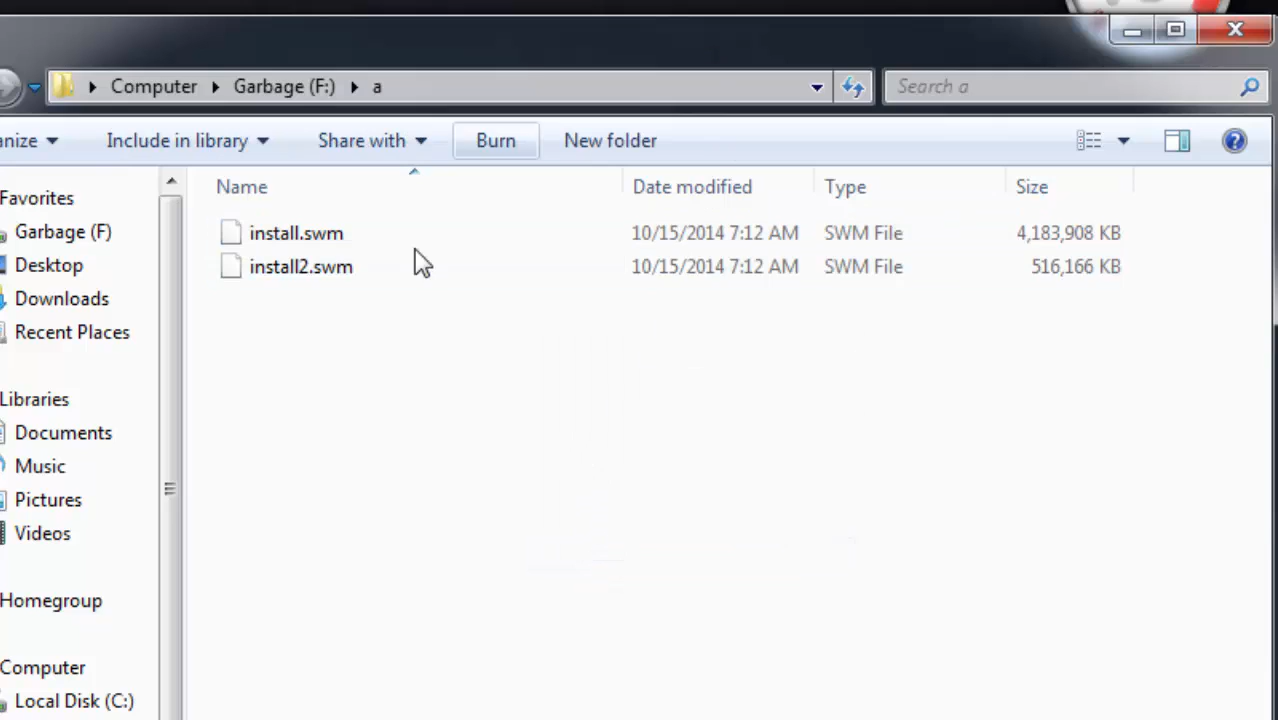 Computer Garbage (F:) a
Search a
anize Include in library Share with Burn New folder
Name Date modified Type Size
install.swm 10/15/2014 7:12 AM SWM File 4,183,908 KB
install2.swm 10/15/2014 7:12 AM SWM File 516,166 KB
Favorites
Garbage (F)
Desktop
Downloads
Recent Places
Libraries
Documents
Music
Pictures
Videos
Homegroup
Computer
Local Disk (C:)